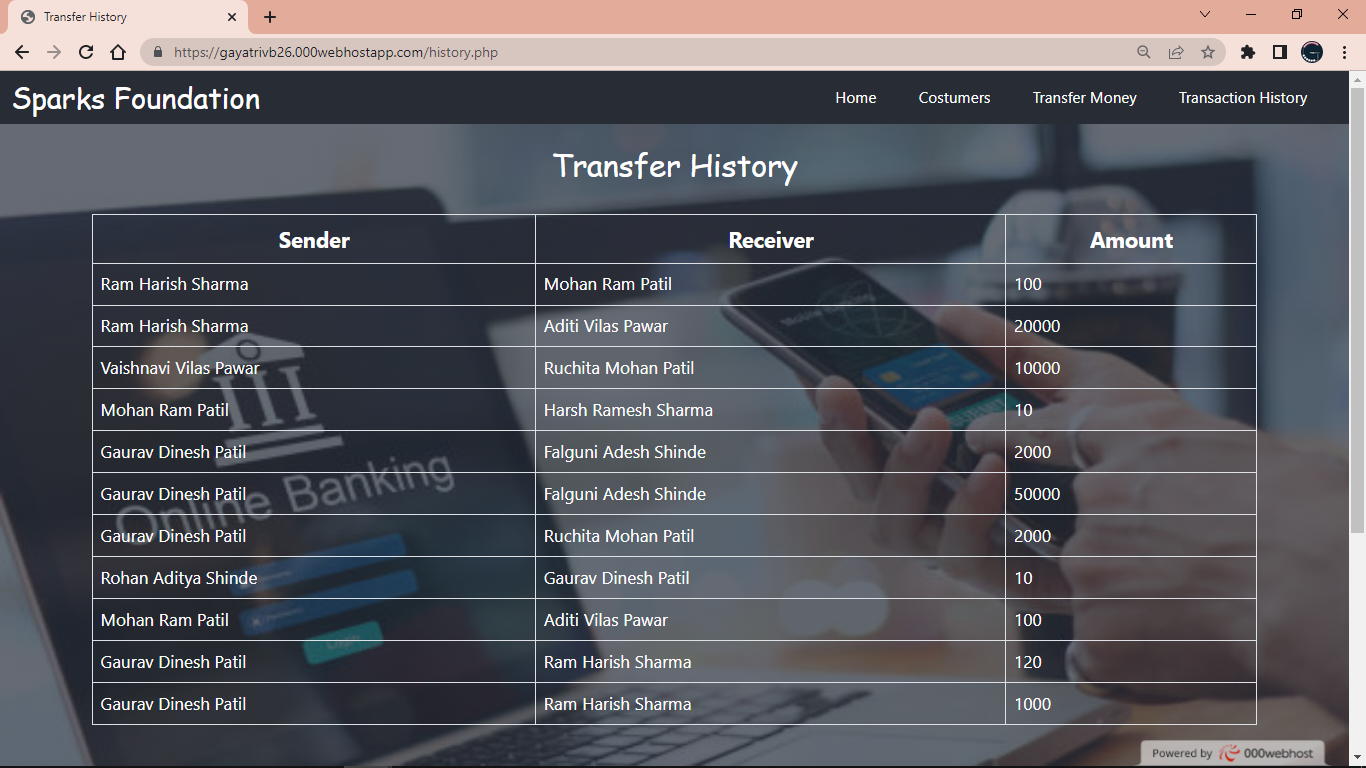 Transfer History
https://gayatrivb26.000webhostapp.com/history.php
Sparks Foundation Home Costumers Transfer Money Transaction History
Transfer History
Sender Receiver Amount
Ram Harish Sharma Mohan Ram Patil 100
Ram Harish Sharma Aditi Vilas Pawar 20000
Vaishnavi Vilas Pawar Ruchita Mohan Patil 10000
Mohan Ram Patil Harsh Ramesh Sharma 10
Gaurav Dinesh Patil Falguni Adesh Shinde 2000
Gaurav Dinesh Patil Falguni Adesh Shinde 50000
Gaurav Dinesh Patil Ruchita Mohan Patil 2000
Rohan Aditya Shinde Gaurav Dinesh Patil 10
Mohan Ram Patil Aditi Vilas Pawar 100
Gaurav Dinesh Patil Ram Harish Sharma 120
Gaurav Dinesh Patil Ram Harish Sharma 1000
Online Banking
Login
Powered by 000webhost